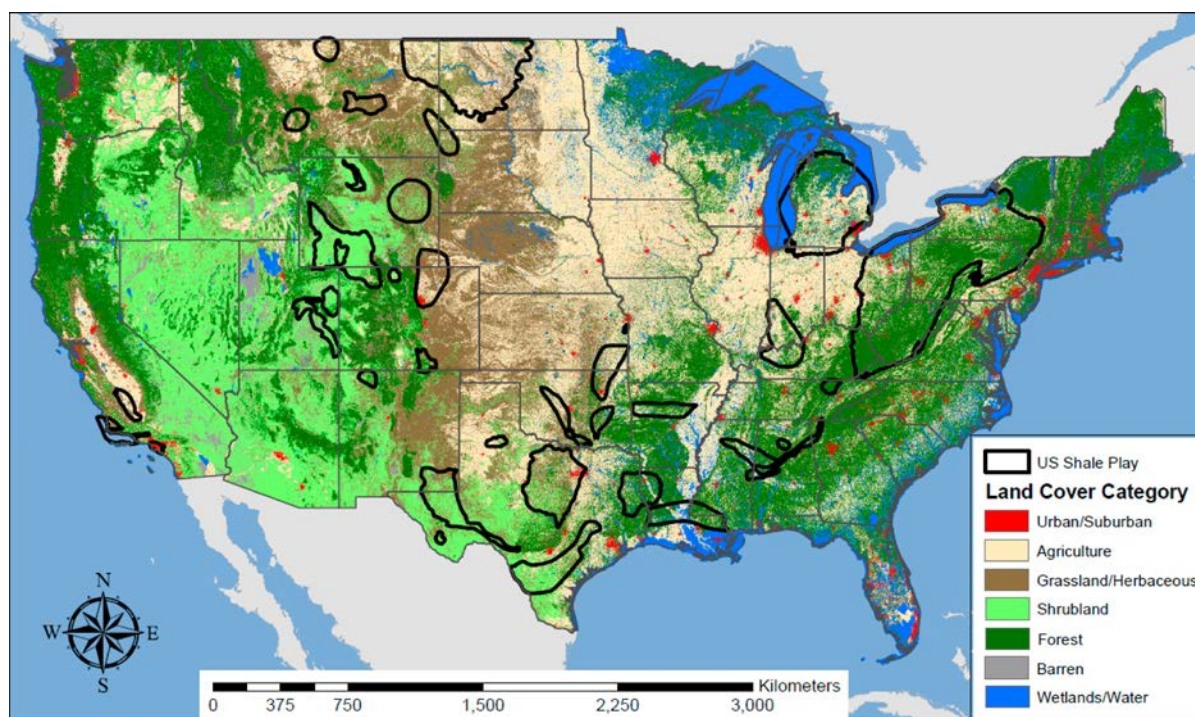 US Shale Play
Land Cover Category
Urban/Suburban
Agriculture
Grassland/Herbaceous
Shrubland
Forest
Barren
Wetlands/Water
N
W E
S
Kilometers
0 375 750 1,500 2,250 3,000